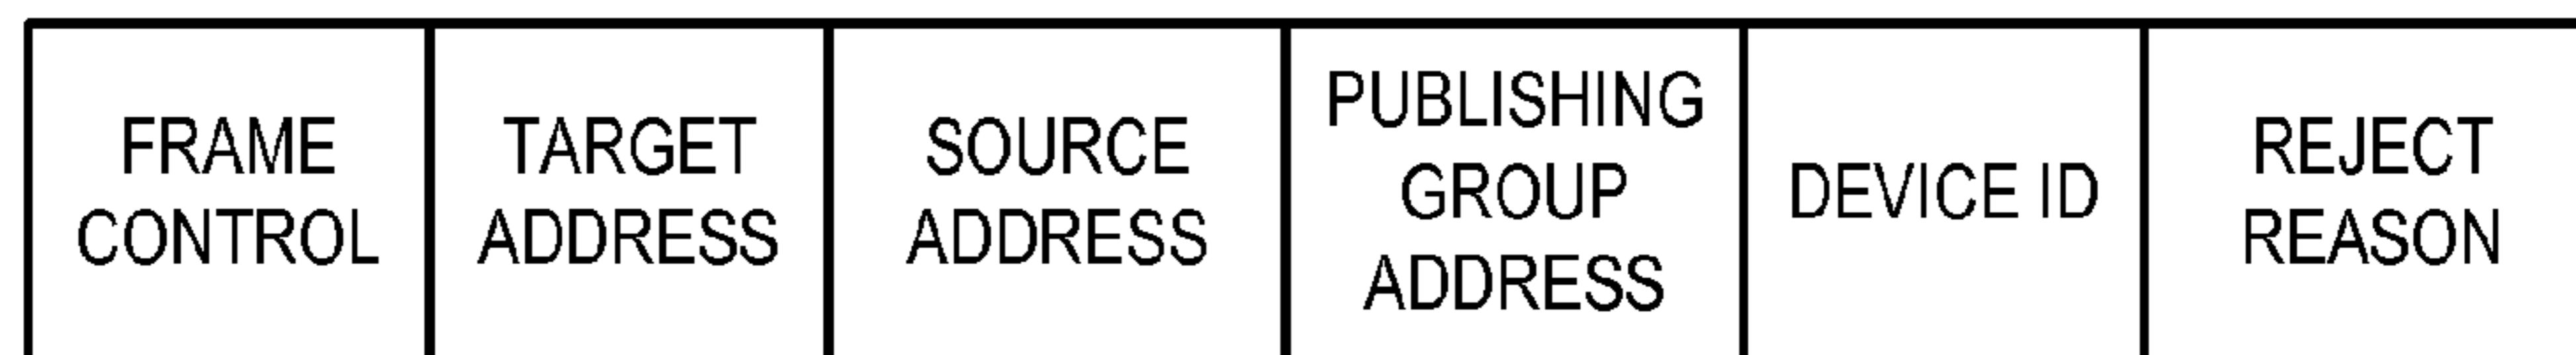 FRAME
CONTROL
TARGET
ADDRESS
SOURCE
ADDRESS
PUBLISHING
GROUP
ADDRESS
DEVICE ID
REJECT
REASON